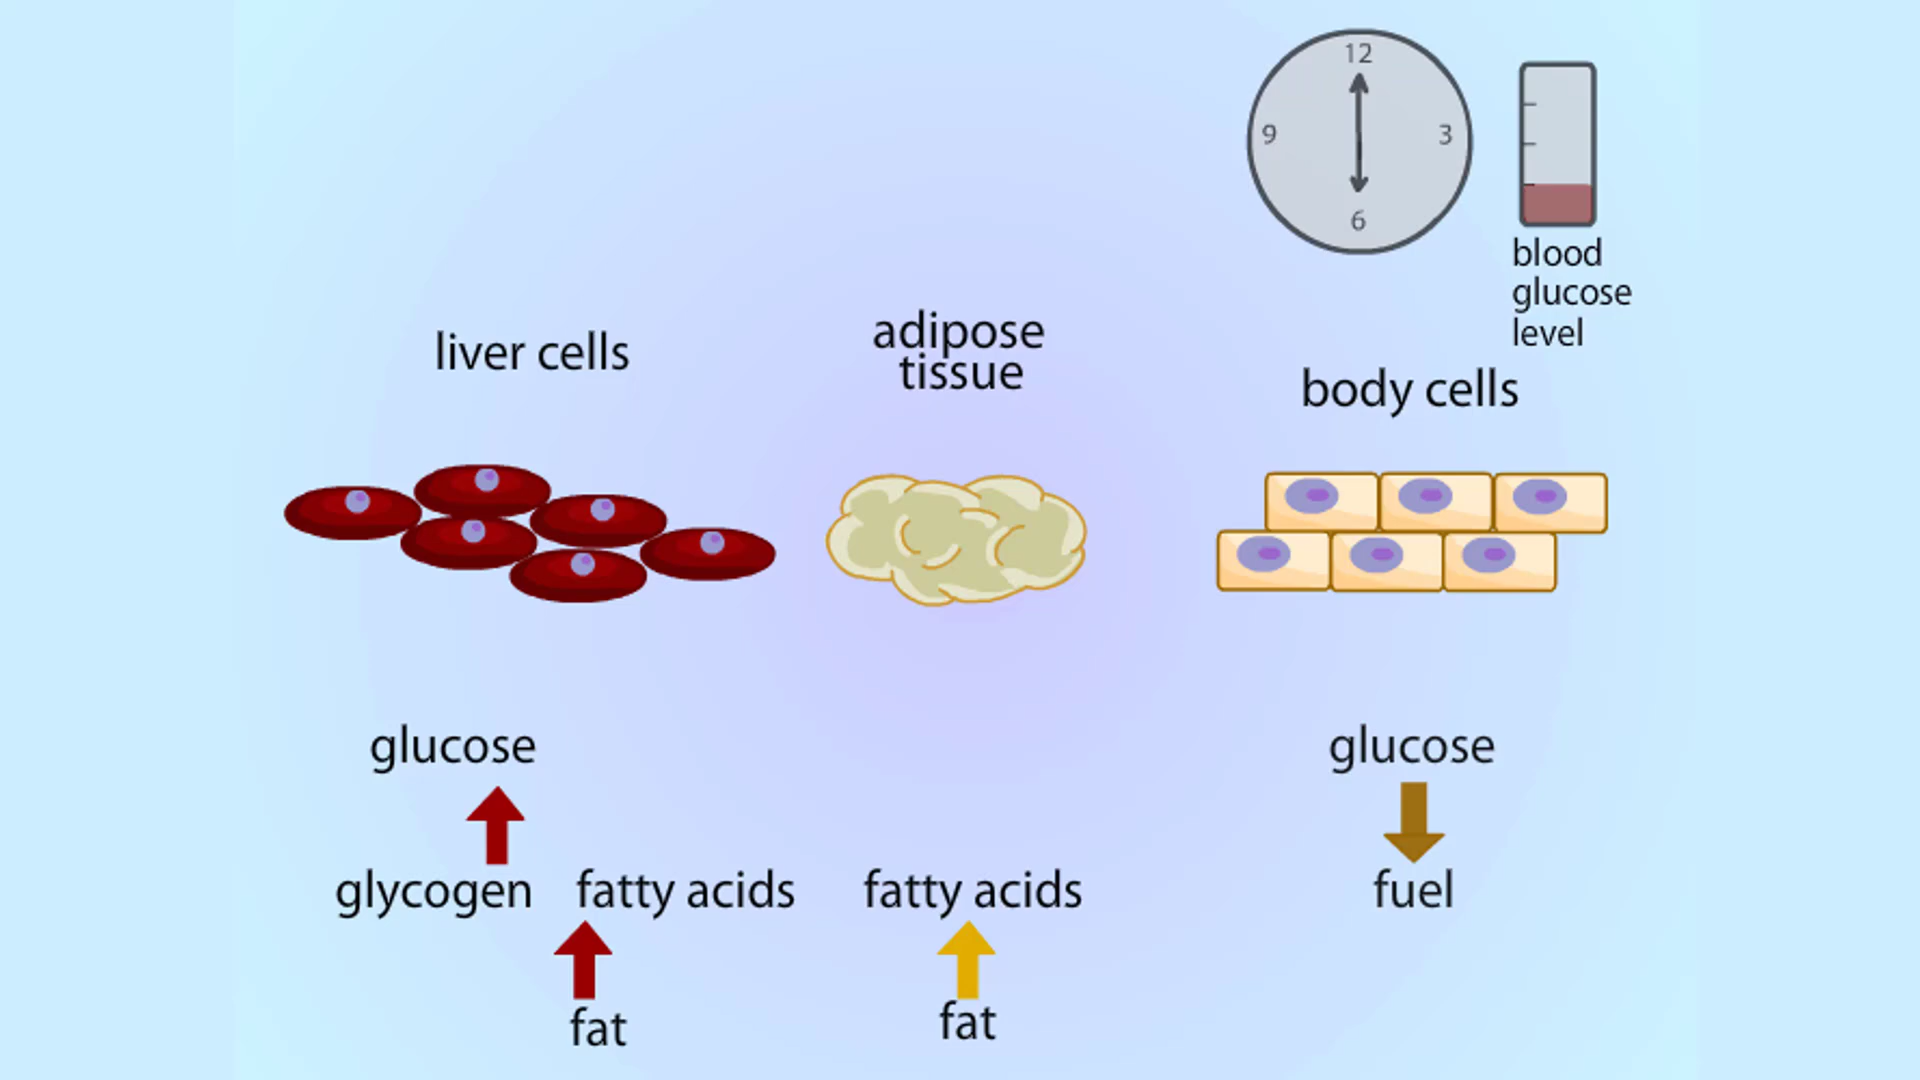 12
9
3
6
blood
glucose
level
liver cells
adipose
tissue
body cells
glucose
glucose
glycogen
fatty acids
fatty acids
fuel
fat
fat